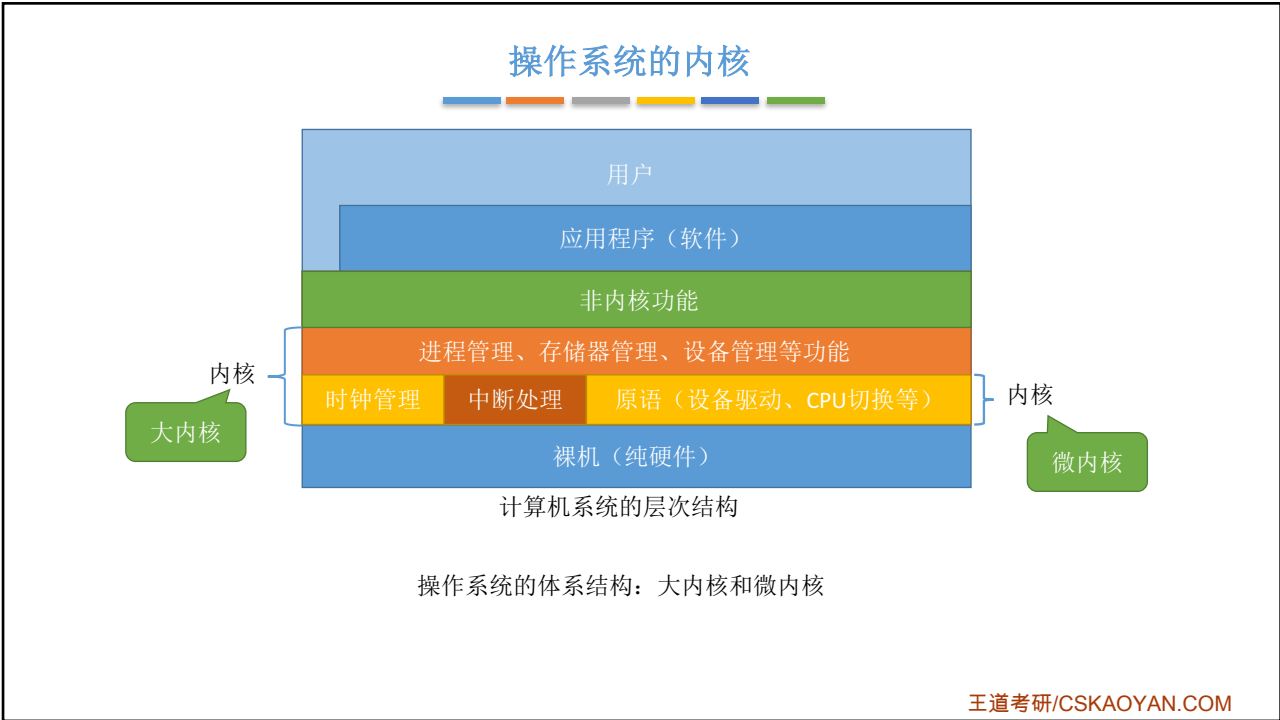 操作系统的内核
用户
应用程序（软件）
非内核功能
进程管理、存储器管理、设备管理等功能
内核
时钟管理
中断处理
原语（设备驱动、CPU切换等）
内核
大内核
裸机（纯硬件）
微内核
计算机系统的层次结构
操作系统的体系结构：大内核和微内核
王道考研/CSKAOYAN.COM